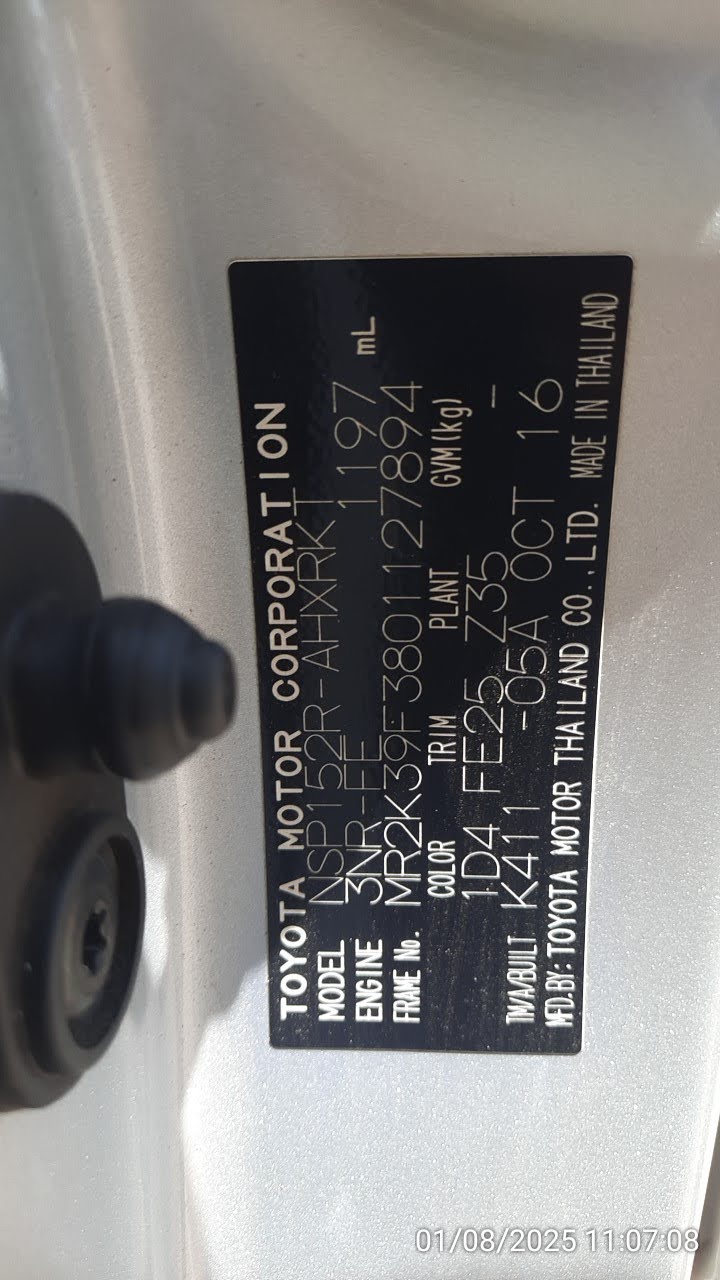 TOYOTA MOTOR CORPORATION
MODEL NSP152R-AHXRKT
ENGINE 3NR-FE 1197 mL
FRAME No. MR2K39F3801127894
COLOR TRIM PLANT GVM(kg)
1D4 FE25 Z35 -
TM/A/BUILT K411 -05A OCT 16
MFD.BY:TOYOTA MOTOR THAILAND CO.,LTD. MADE IN THAILAND
01/08/2025 11:07:08